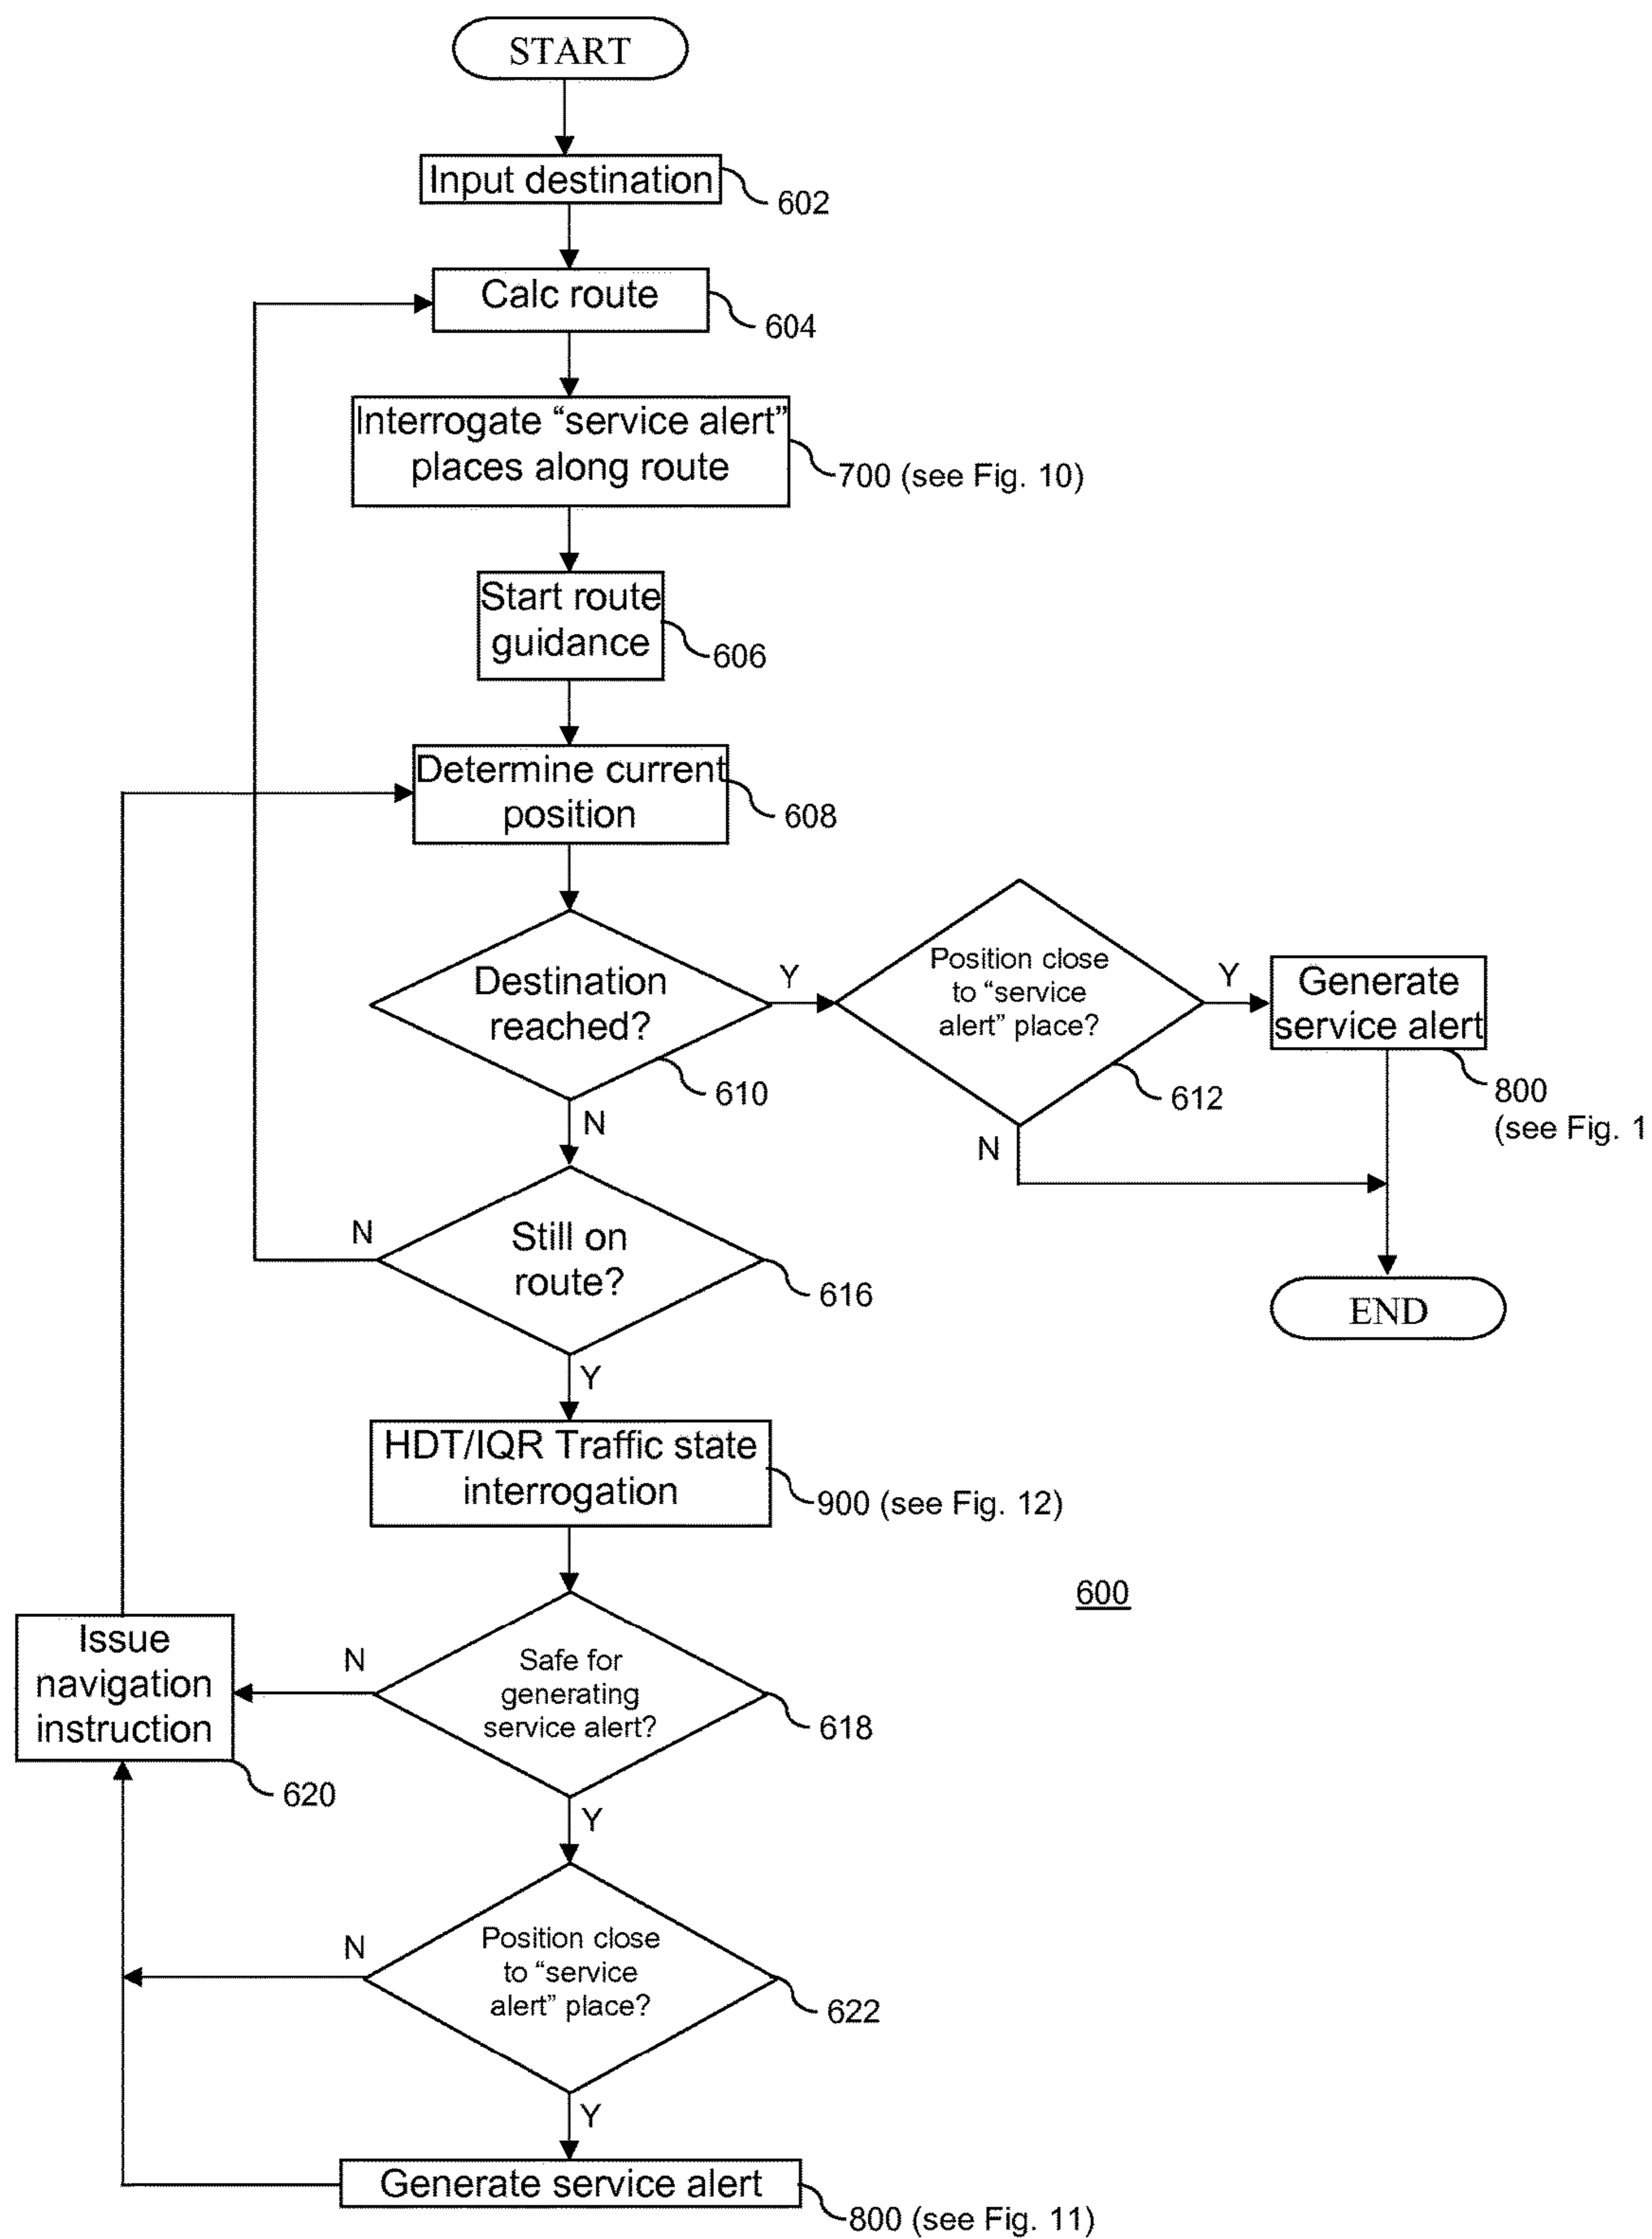 START
Input destination
602
Calc route
604
Interrogate “service alert”
places along route
700 (see Fig. 10)
Start route
guidance
606
Determine current
position
608
Destination
reached?
610
Y
N
Position close
to “service
alert” place?
612
Y
N
Generate
service alert
800
(see Fig. 1
END
Still on
route?
616
N
Y
HDT/IQR Traffic state
interrogation
900 (see Fig. 12)
600
Safe for
generating
service alert?
618
N
Y
Issue
navigation
instruction
620
Position close
to “service
alert” place?
622
N
Y
Generate service alert
800 (see Fig. 11)